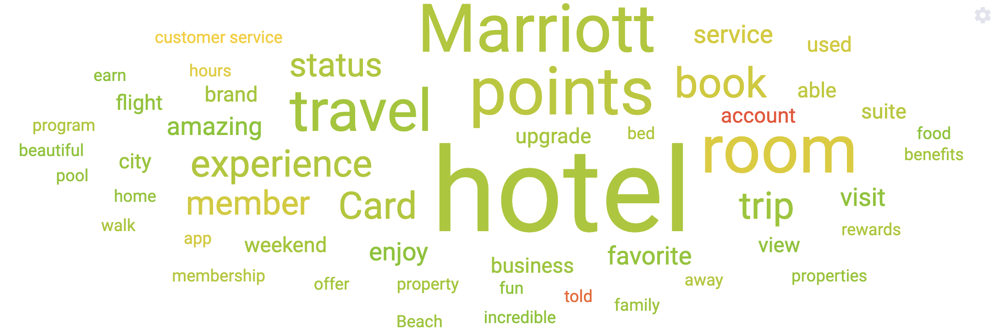 Marriott
customer service
service
used
status
hours
earn
book
points
brand
able
flight
travel
account
suite
program
amazing
upgrade
bed
food
beautiful
city
experience
room
benefits
pool
hotel
home
member
Card
trip
visit
walk
rewards
app
weekend
enjoy
favorite
view
business
membership
offer
property
fun
away
properties
told
family
Beach
incredible